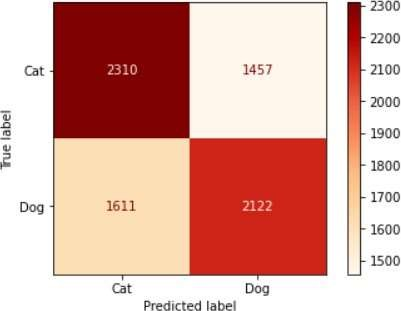 Cat 2310 1457
Dog 1611 2122
Cat Dog
Predicted label
True label
2300
2200
2100
2000
1900
1800
1700
1600
1500